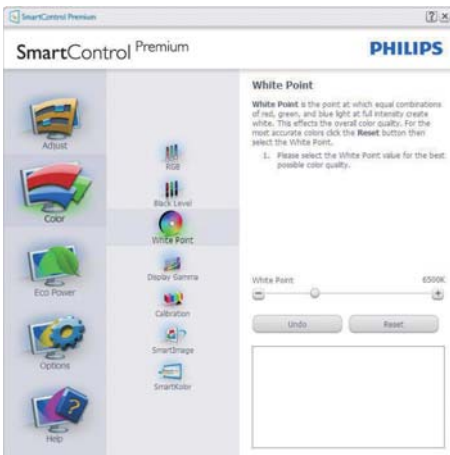 SmartControl Premium
SmartControl Premium
PHILIPS
Adjust
Color
Eco Power
Options
Help
RGB
Black Level
White Point
Display Gamma
Calibration
SmartImage
SmartKolor
White Point
White Point is the point at which equal combinations
of red, green, and blue light at full intensity create
white. This effects the overall color quality. For the
most accurate colors click the Reset button then
select the White Point.
1. Please select the White Point value for the best
possible color quality.
White Point 6500K
Undo Reset